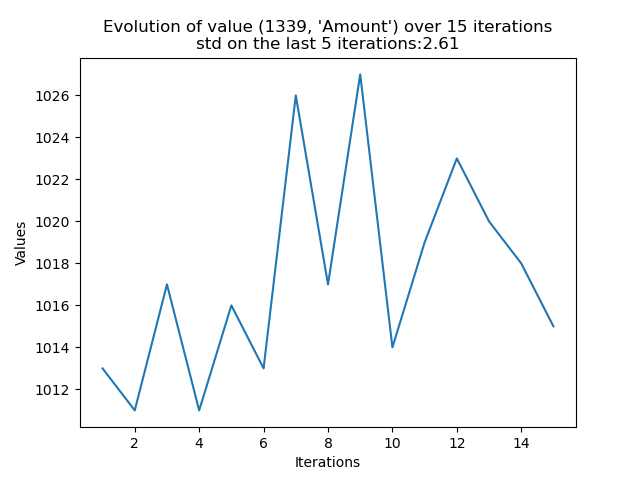 Evolution of value (1339, 'Amount') over 15 iterations
std on the last 5 iterations:2.61
1026
1024
1022
1020
1018
1016
1014
1012
Values
2 4 6 8 10 12 14
Iterations